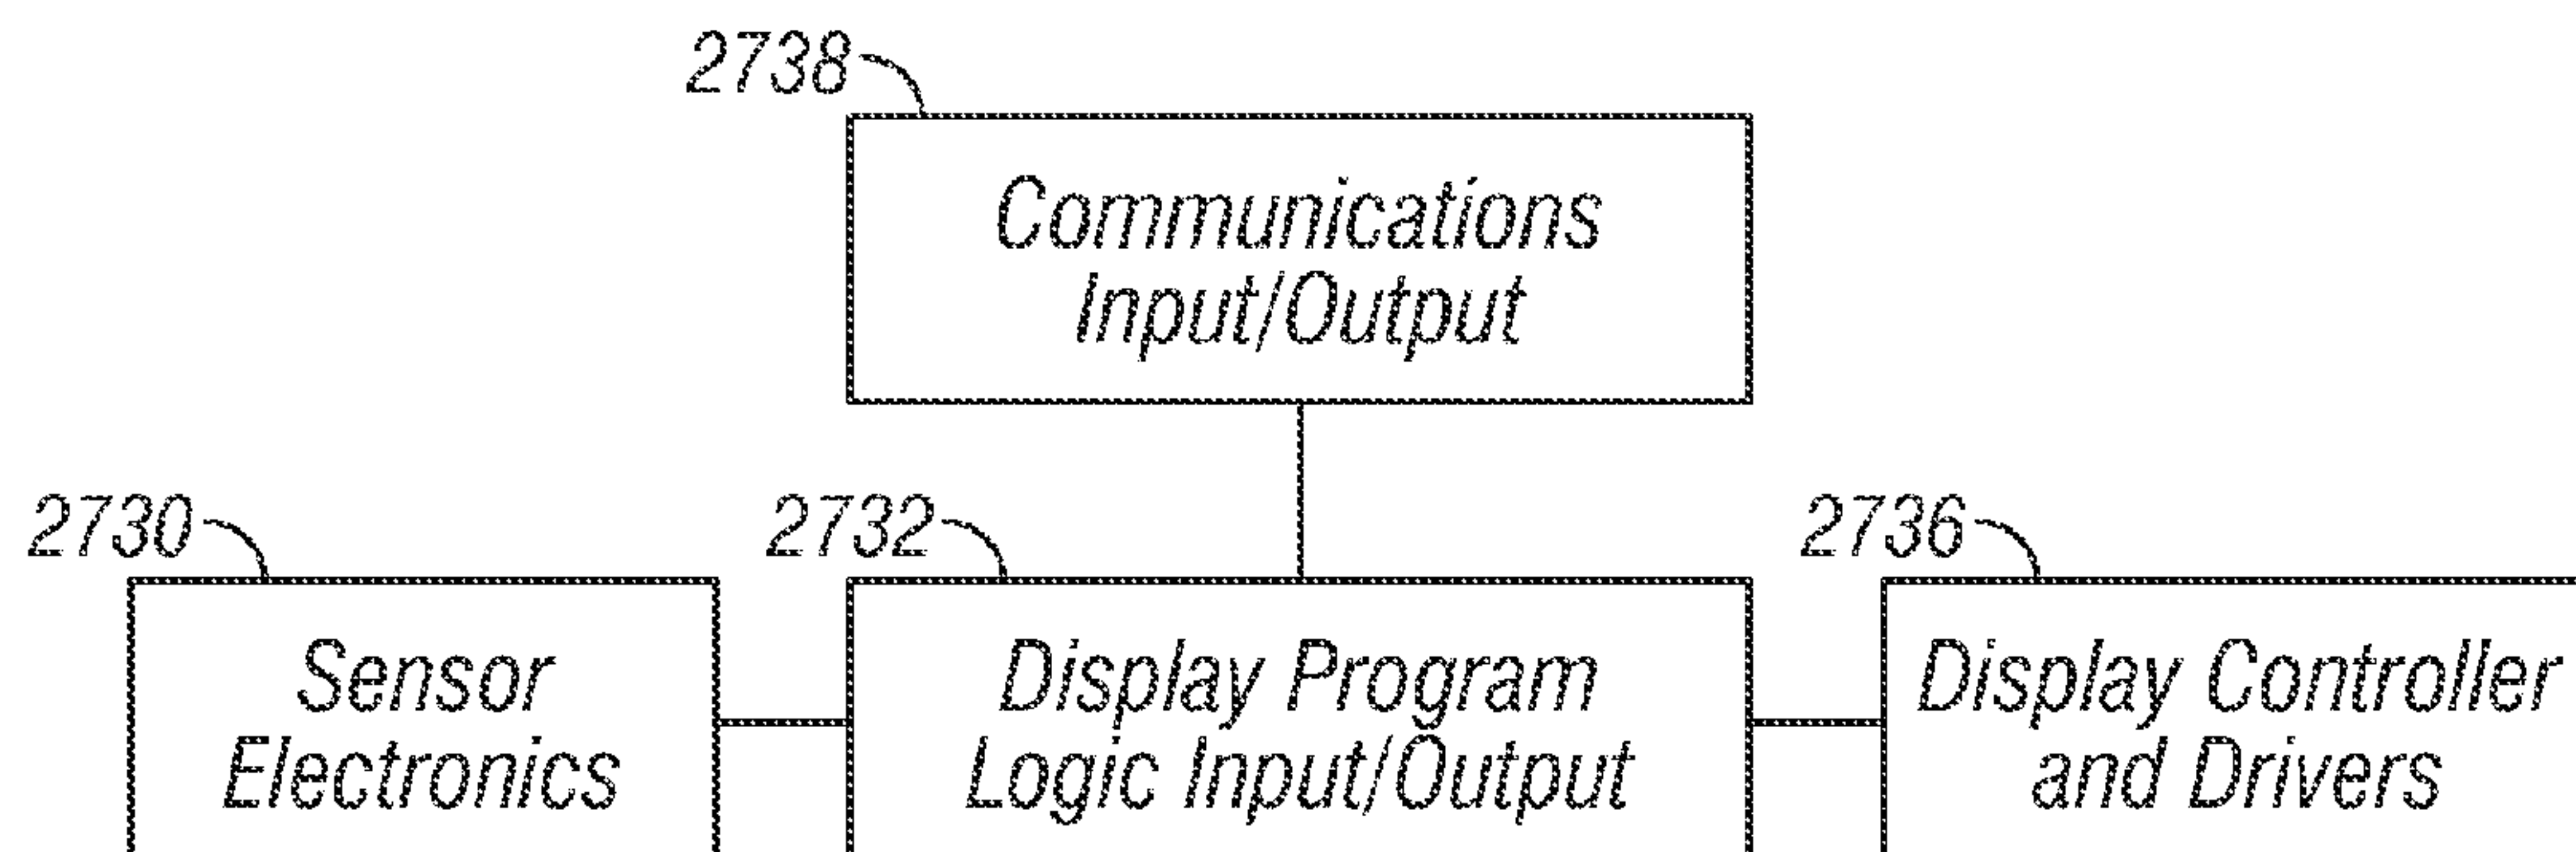 2738
Communications
Input/Output
2730
2732
2736
Sensor
Electronics
Display Program
Logic Input/Output
Display Controller
and Drivers